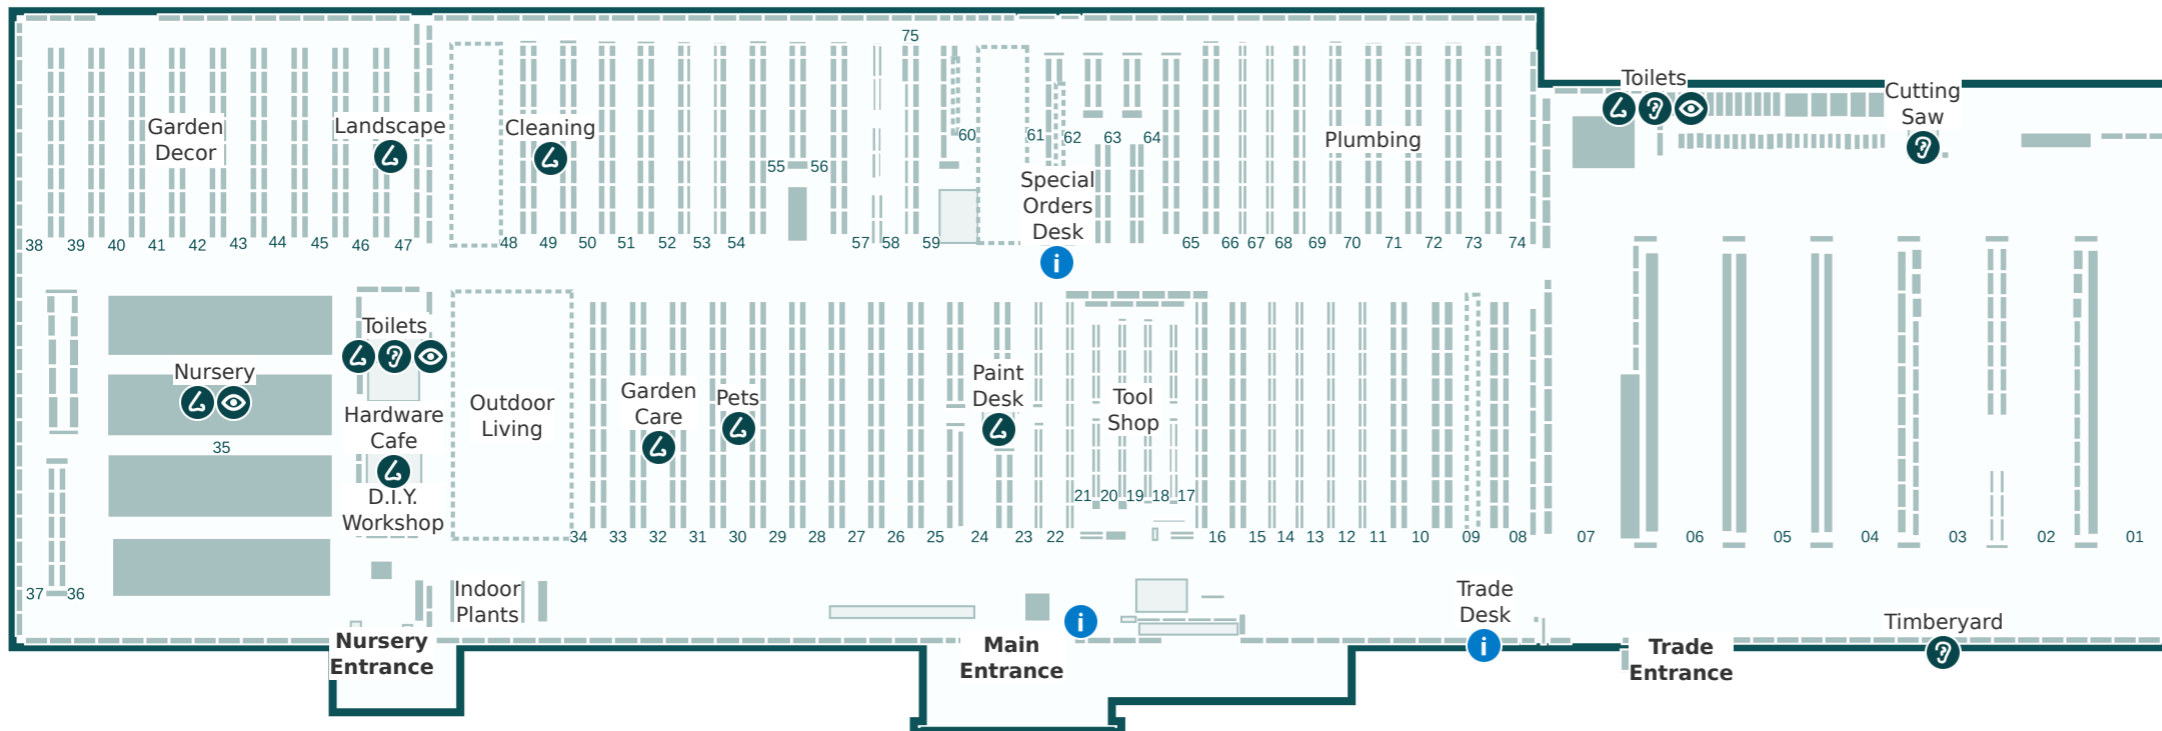 75
Toilets
Cutting
Saw
Garden
Decor
Landscape
Cleaning
60
61
62
63
64
Plumbing
55
56
Special
Orders
Desk
38
39
40
41
42
43
44
45
46
47
48
49
50
51
52
53
54
57
58
59
65
66
67
68
69
70
71
72
73
74
Toilets
Nursery
Hardware
Cafe
D.I.Y.
Workshop
35
Outdoor
Living
Garden
Care
Pets
Paint
Desk
Tool
Shop
21
20
19
18
17
34
33
32
31
30
29
28
27
26
25
24
23
22
16
15
14
13
12
11
10
09
08
07
06
05
04
03
02
01
37
36
Indoor
Plants
Trade
Desk
Timberyard
Nursery
Entrance
Main
Entrance
Trade
Entrance